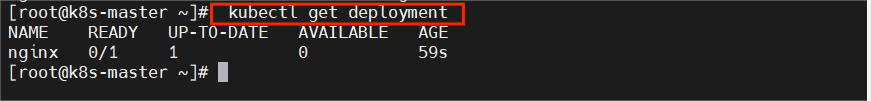 [root@k8s-master ~]# kubectl get deployment
NAME    READY   UP-TO-DATE   AVAILABLE   AGE
nginx   0/1     1            0           59s
[root@k8s-master ~]#